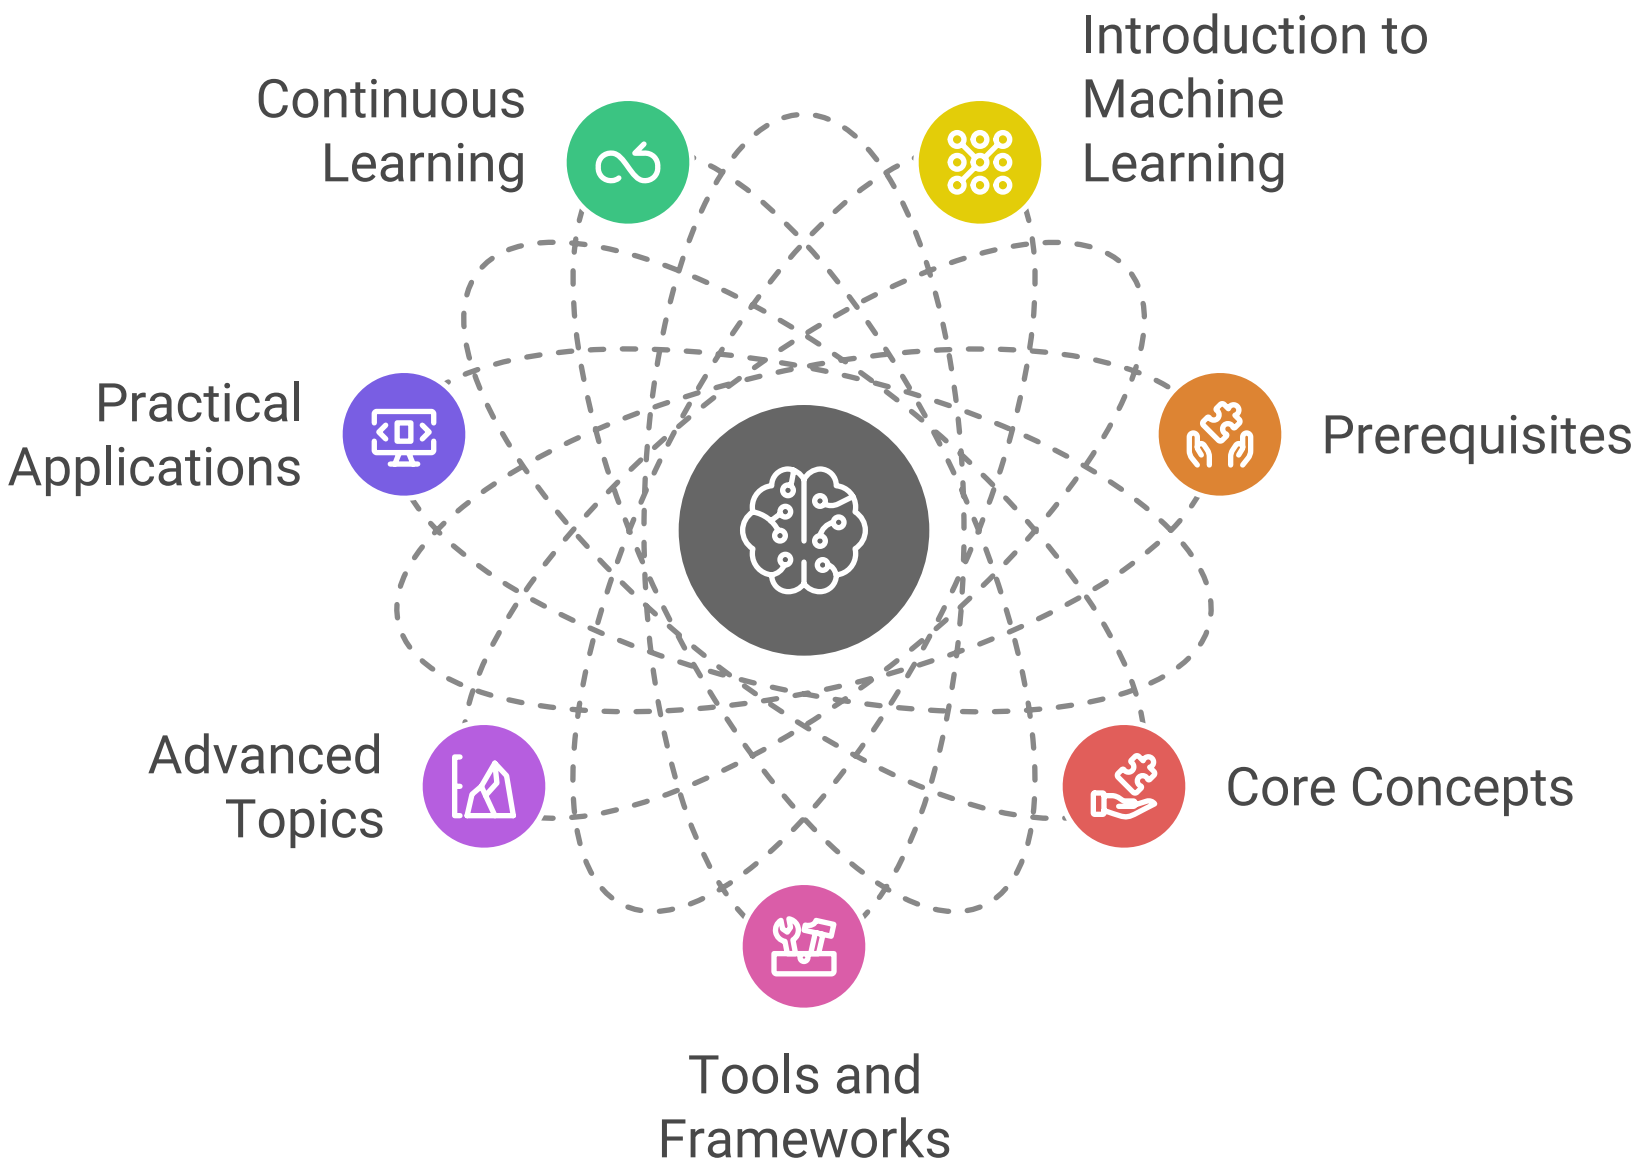 Introduction to
Machine
Learning
Prerequisites
Core Concepts
Tools and
Frameworks
Advanced
Topics
Practical
Applications
Continuous
Learning